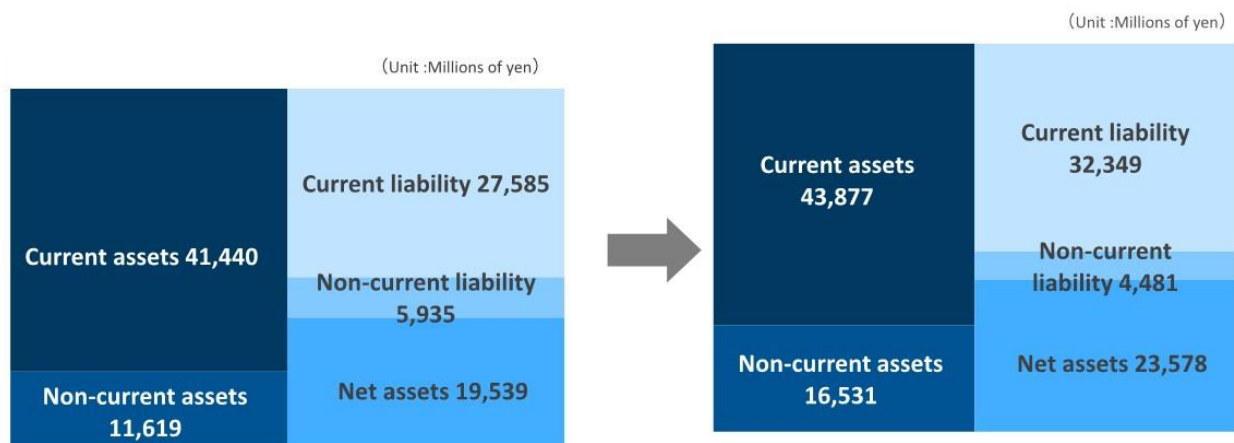 (Unit :Millions of yen)
Current assets 41,440
Non-current assets
11,619
Current liability 27,585
Non-current liability
5,935
Net assets 19,539
(Unit :Millions of yen)
Current assets
43,877
Non-current assets
16,531
Current liability
32,349
Non-current
liability 4,481
Net assets 23,578